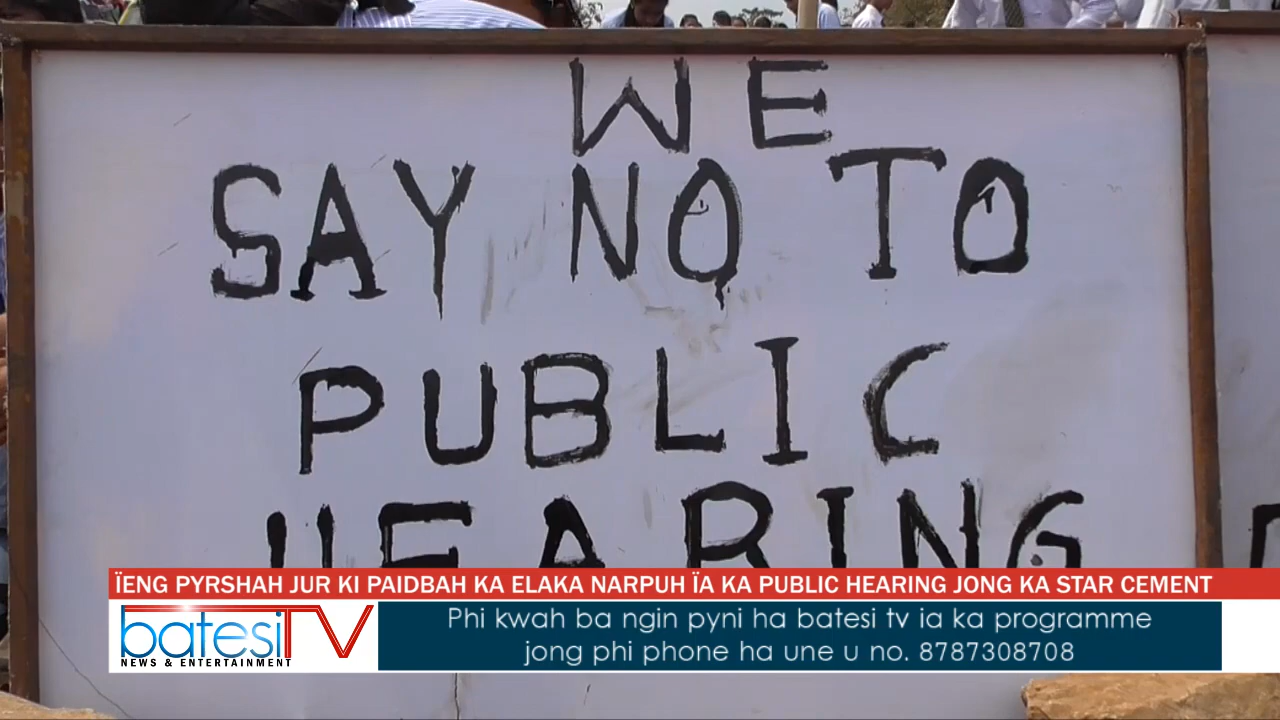 WE
SAY NO TO
PUBLIC
HEARING
ÏENG PYRSHAH JUR KI PAIDBAH KA ELAKA NARPUH ÏA KA PUBLIC HEARING JONG KA STAR CEMENT
batesi TV
NEWS & ENTERTAINMENT
Phi kwah ba ngin pyni ha batesi tv ia ka programme
jong phi phone ha une u no. 8787308708